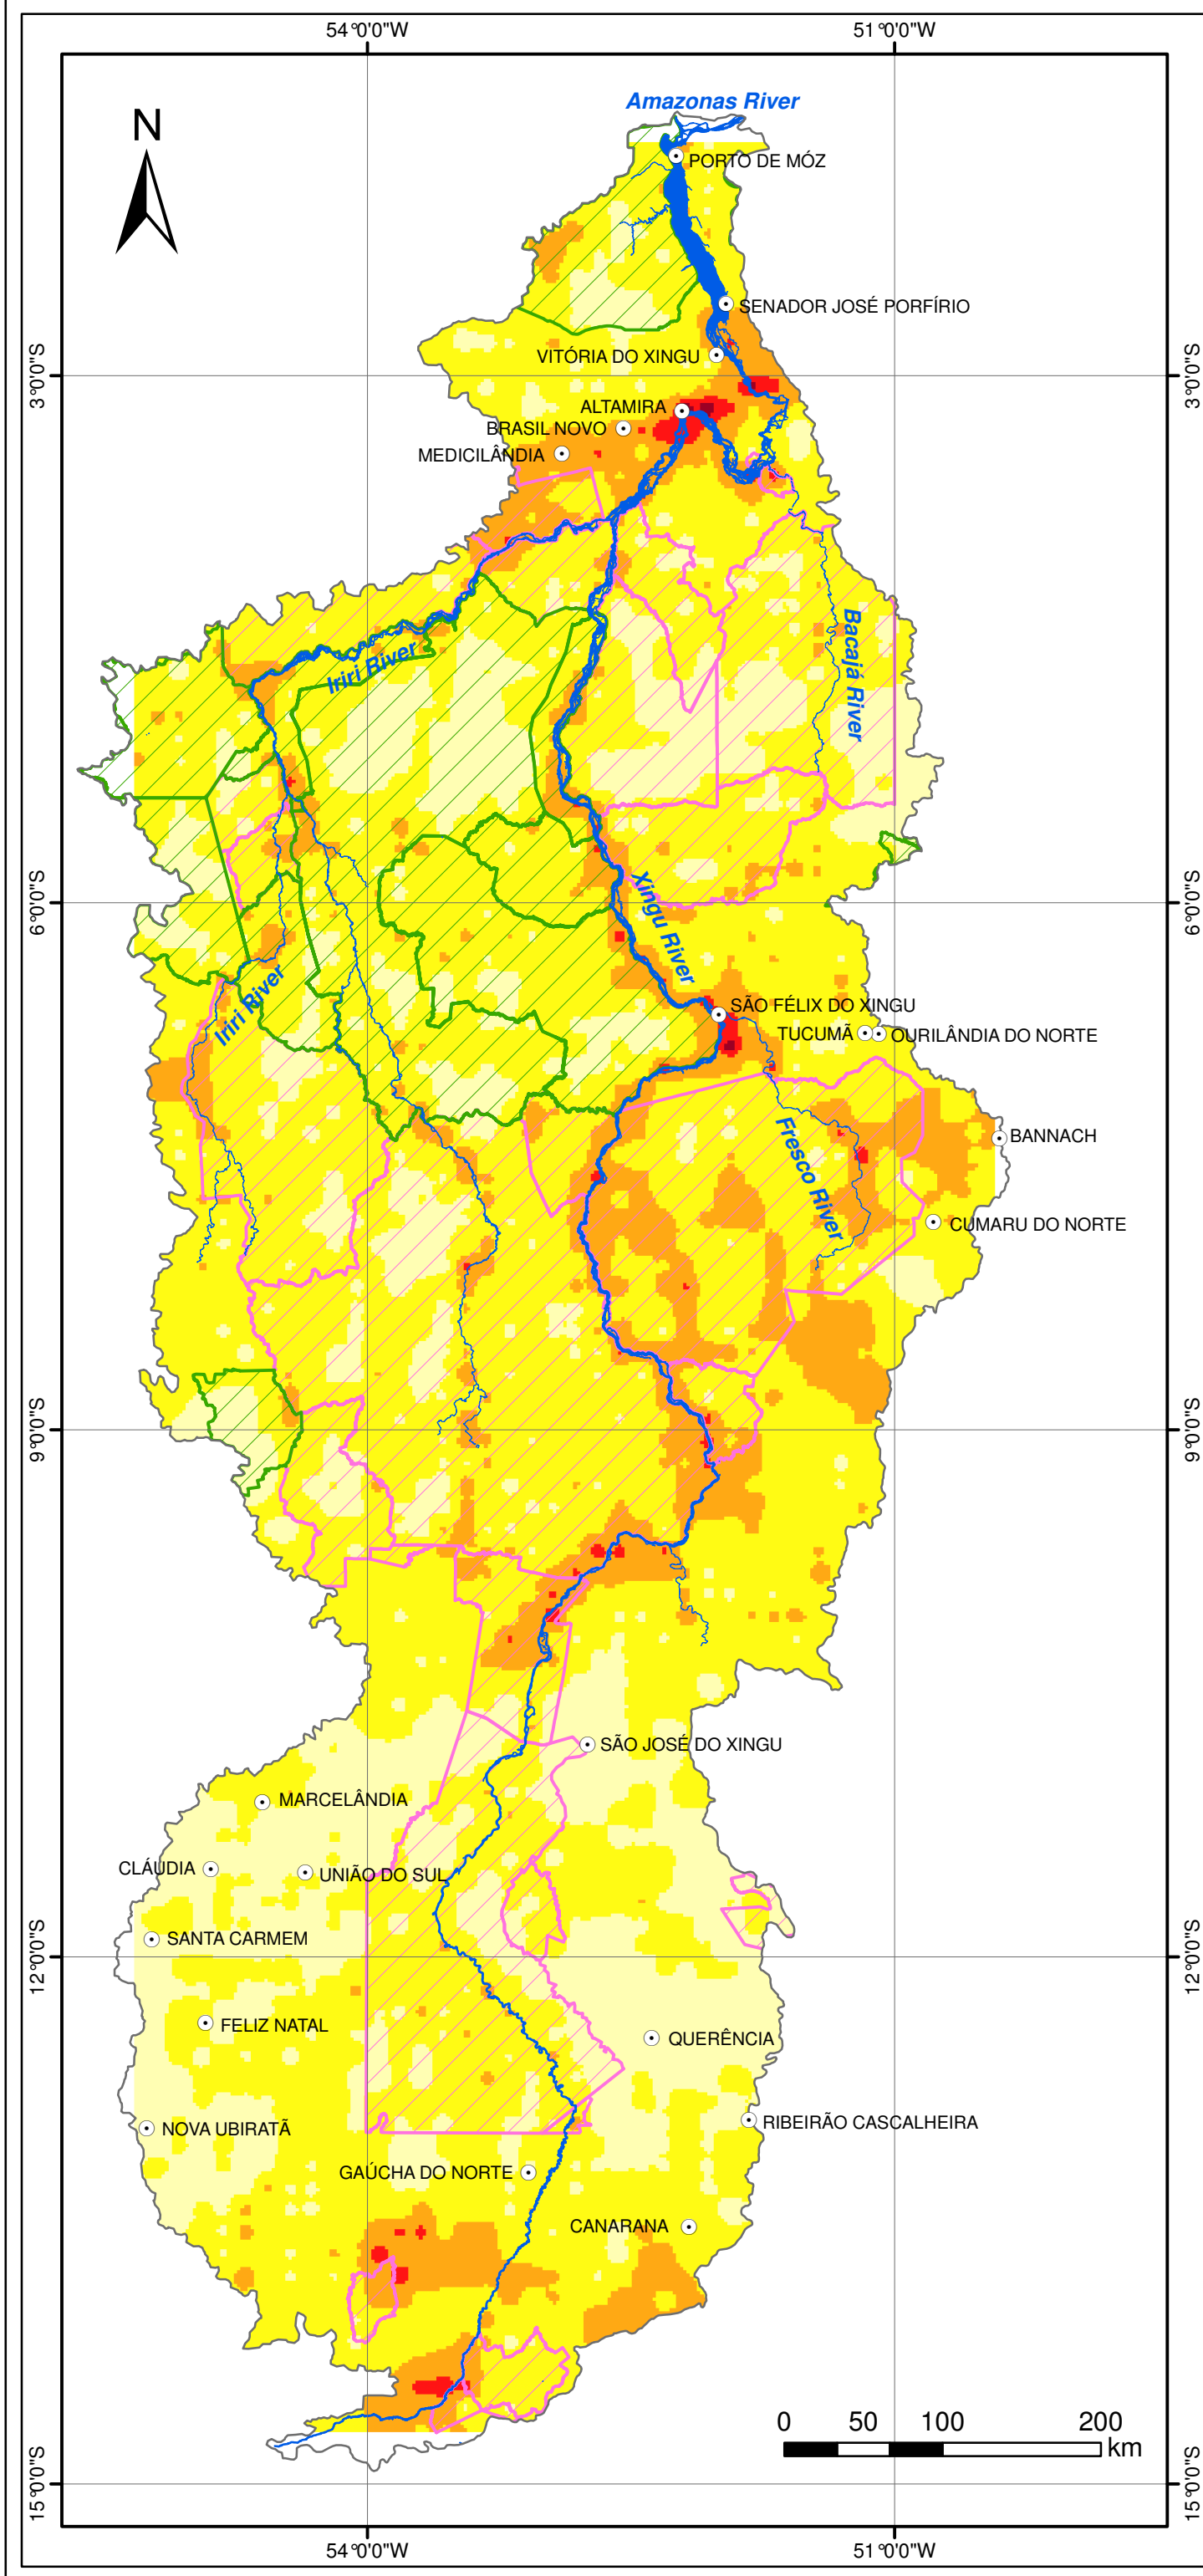 54°0'0"W
51°0'0"W
Amazonas River
N
PORTO DE MÓZ
SENADOR JOSÉ PORFÍRIO
VITÓRIA DO XINGU
3°0'0"S
3°0'0"S
ALTAMIRA
BRASIL NOVO
MEDICILÂNDIA
Iriri River
Bacajá River
6°0'0"S
6°0'0"S
Xingu River
Iriri River
SÃO FÉLIX DO XINGU
TUCUMÃ
OURILÂNDIA DO NORTE
BANNACH
Fresco River
CUMARU DO NORTE
9°0'0"S
9°0'0"S
SÃO JOSÉ DO XINGU
MARCELÂNDIA
CLÁUDIA
UNIÃO DO SUL
SANTA CARMEM
12°0'0"S
12°0'0"S
FELIZ NATAL
QUERÊNCIA
NOVA UBIRATÃ
RIBEIRÃO CASCALHEIRA
GAÚCHA DO NORTE
CANARANA
0 50 100 200
km
15°0'0"S
15°0'0"S
54°0'0"W
51°0'0"W